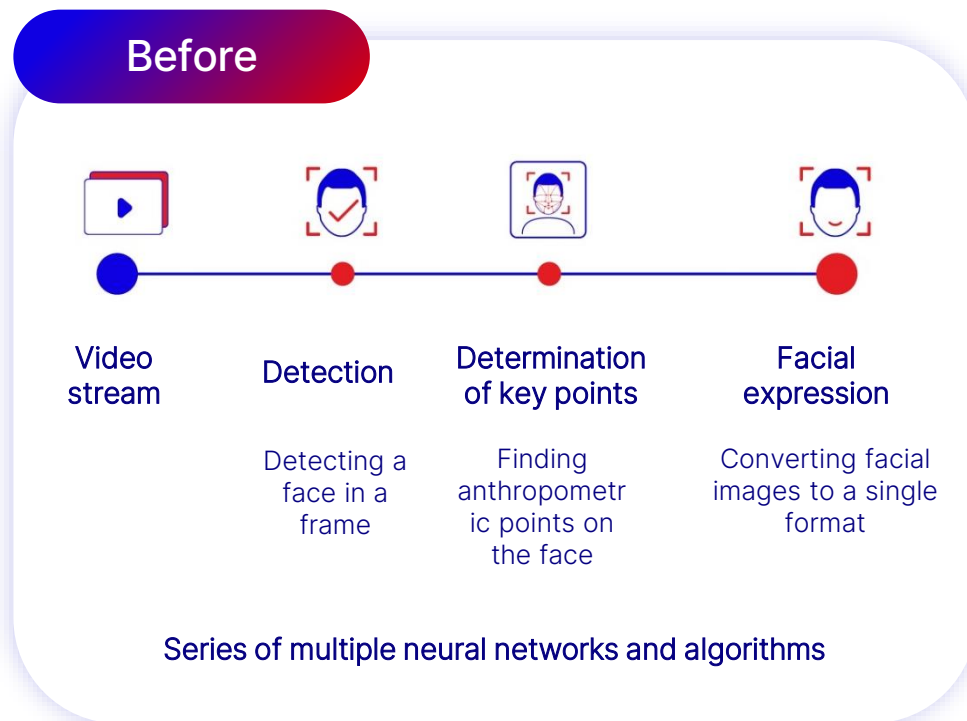 Before
Video
stream
Detection
Determination
of key points
Facial
expression
Detecting a
face in a
frame
Finding
anthropometr
ic points on
the face
Converting facial
images to a single
format
Series of multiple neural networks and algorithms